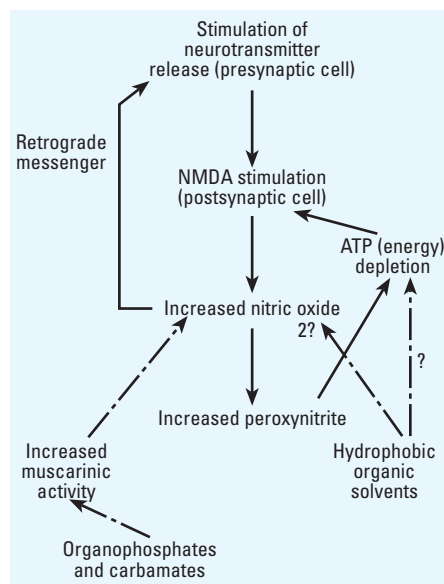 Stimulation of
neurotransmitter
release (presynaptic cell)
Retrograde
messenger
NMDA stimulation
(postsynaptic cell)
ATP (energy)
depletion
Increased nitric oxide
2?
?
Increased peroxynitrite
Increased
muscarinic
activity
Hydrophobic
organic
solvents
Organophosphates
and carbamates